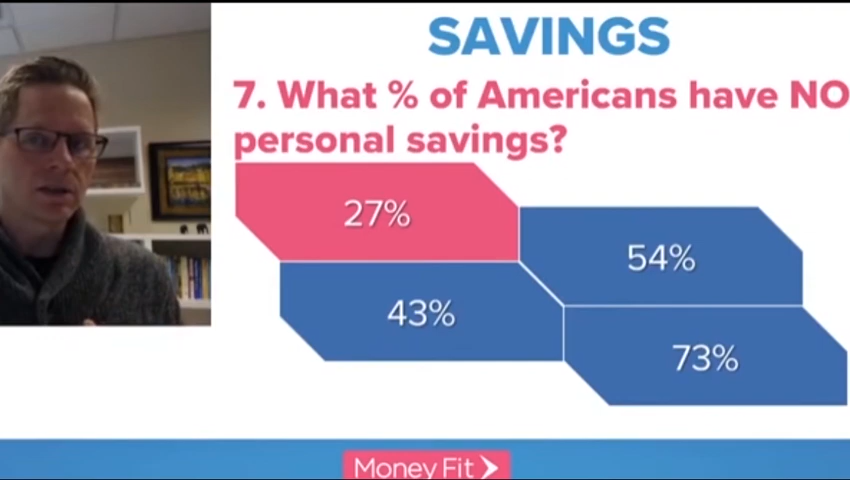 SAVINGS
7. What % of Americans have NO
personal savings?
27%
54%
43%
73%
Money Fit